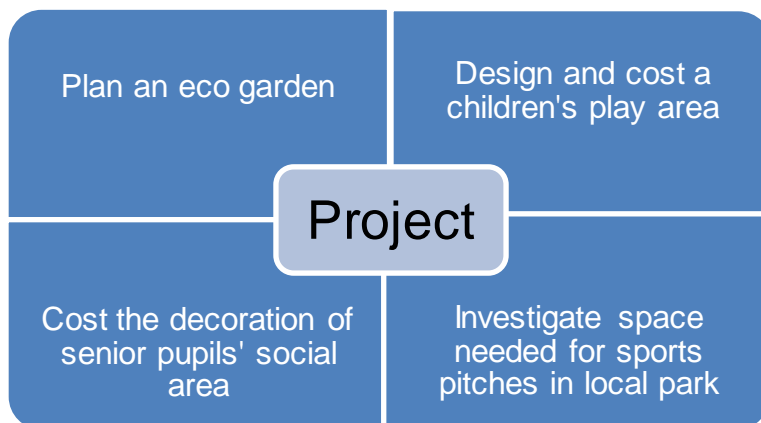 Plan an eco garden
Design and cost a
children's play area
Project
Cost the decoration of
senior pupils' social
area
Investigate space
needed for sports
pitches in local park